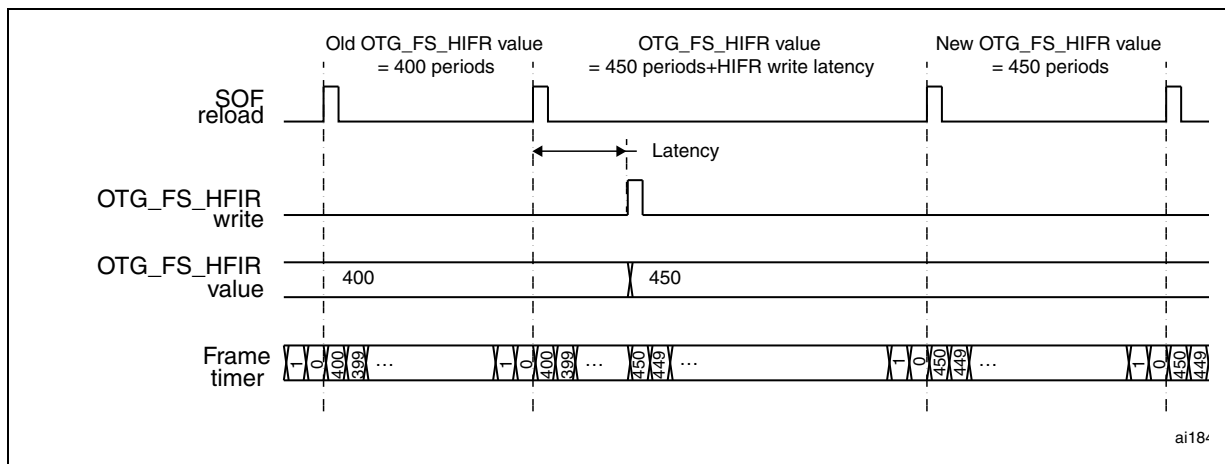 Old OTG_FS_HIFR value
= 400 periods
OTG_FS_HIFR value
= 450 periods+HIFR write latency
New OTG_FS_HIFR value
= 450 periods
SOF
reload
Latency
OTG_FS_HFIR
write
OTG_FS_HFIR
value
400
450
Frame
timer
1 0 400 399 ... 1 0 400 399 ... 450 449 ... 1 0 450 449 ... 1 0 450 449
ai184